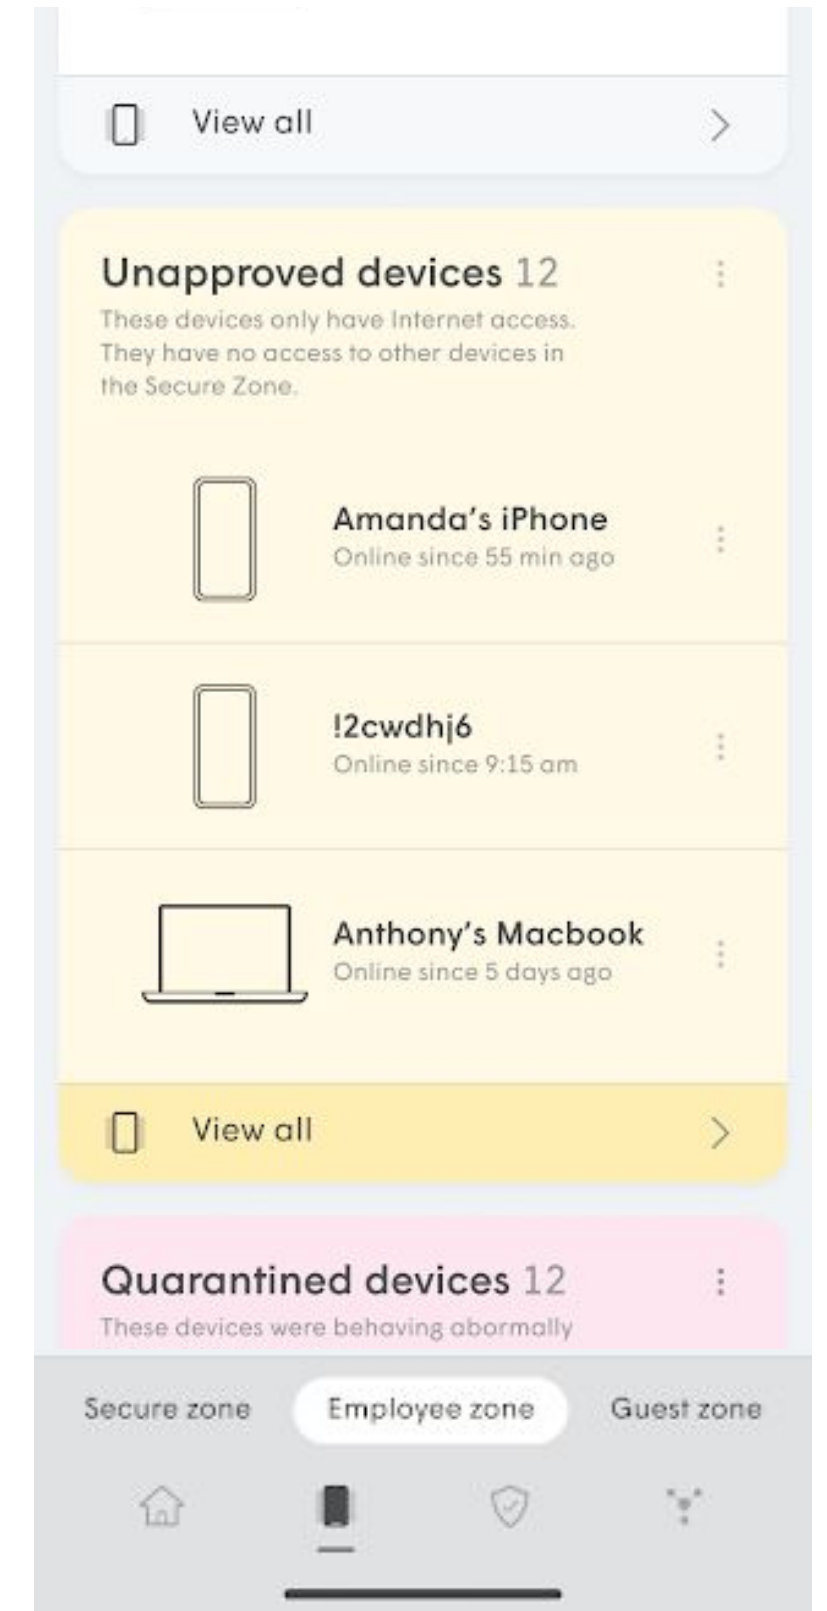 View all
Unapproved devices 12
These devices only have Internet access.
They have no access to other devices in
the Secure Zone.
Amanda's iPhone
Online since 55 min ago
!2cwdhj6
Online since 9:15 am
Anthony's Macbook
Online since 5 days ago
View all
Quarantined devices 12
These devices were behaving abormally
Secure zone Employee zone Guest zone